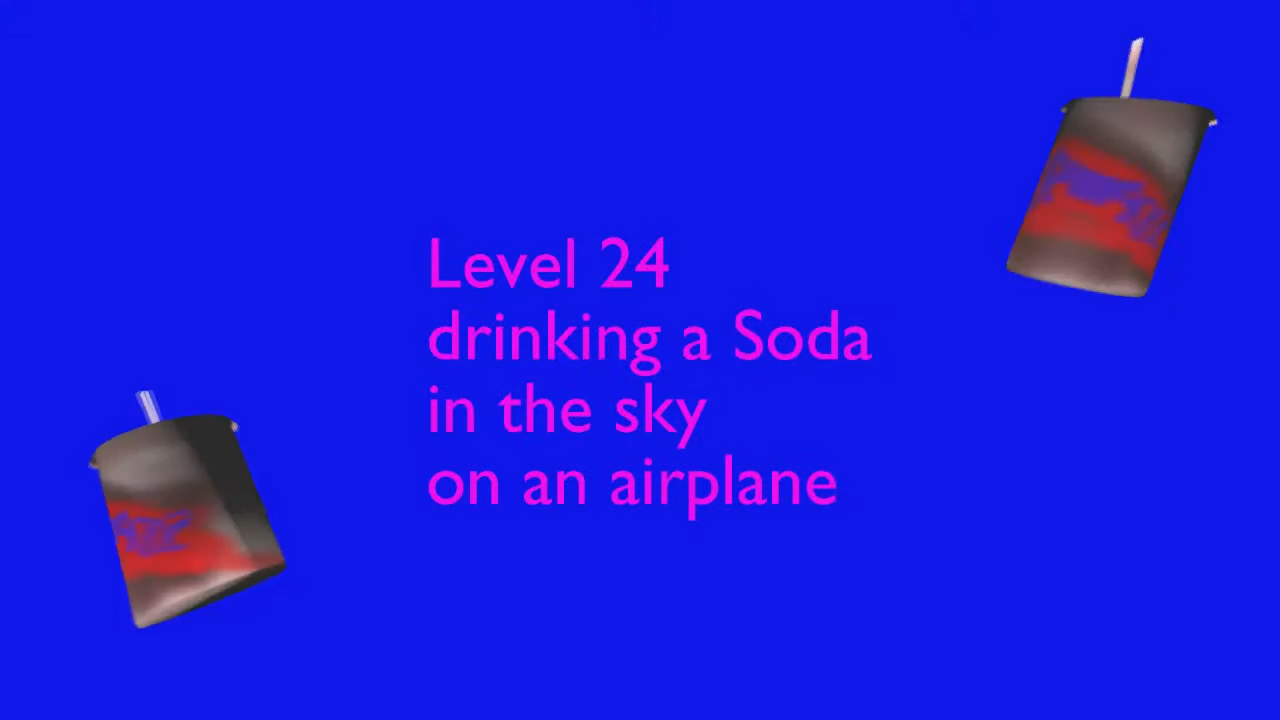 Level 24
drinking a Soda
in the sky
on an airplane